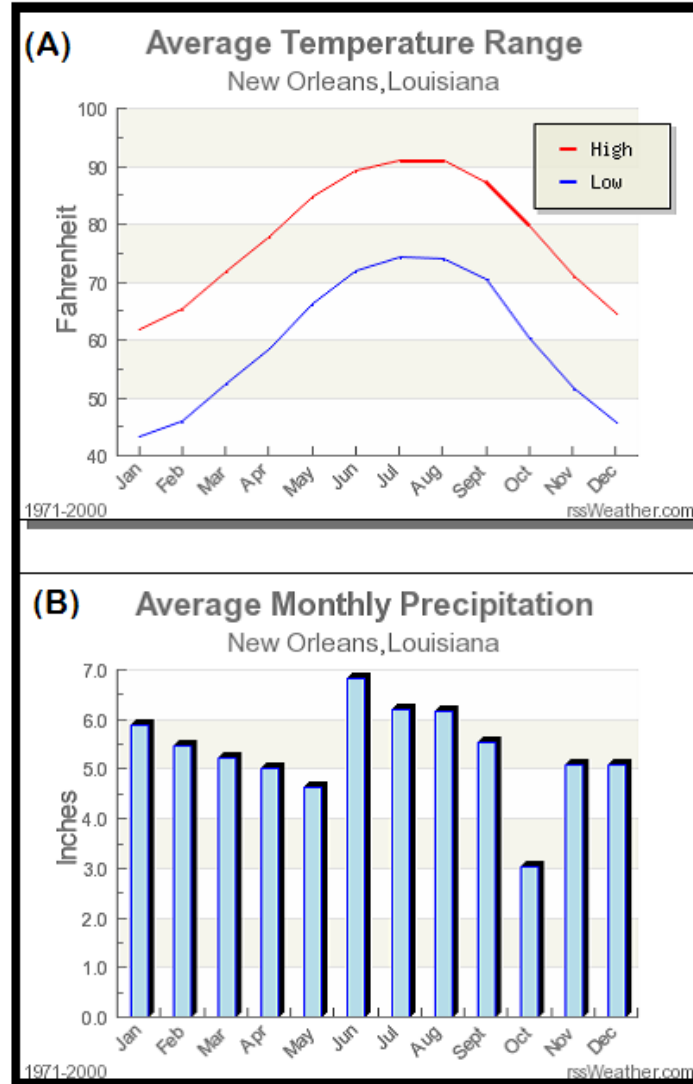 (A) Average Temperature Range
New Orleans,Louisiana
100
90
80
70
60
50
40
Fahrenheit
High
Low
Jan Feb Mar Apr May Jun Jul Aug Sept Oct Nov Dec
1971-2000 rssWeather.com
(B) Average Monthly Precipitation
New Orleans,Louisiana
7.0
6.0
5.0
4.0
3.0
2.0
1.0
0.0
Inches
Jan Feb Mar Apr May Jun Jul Aug Sept Oct Nov Dec
1971-2000 rssWeather.com